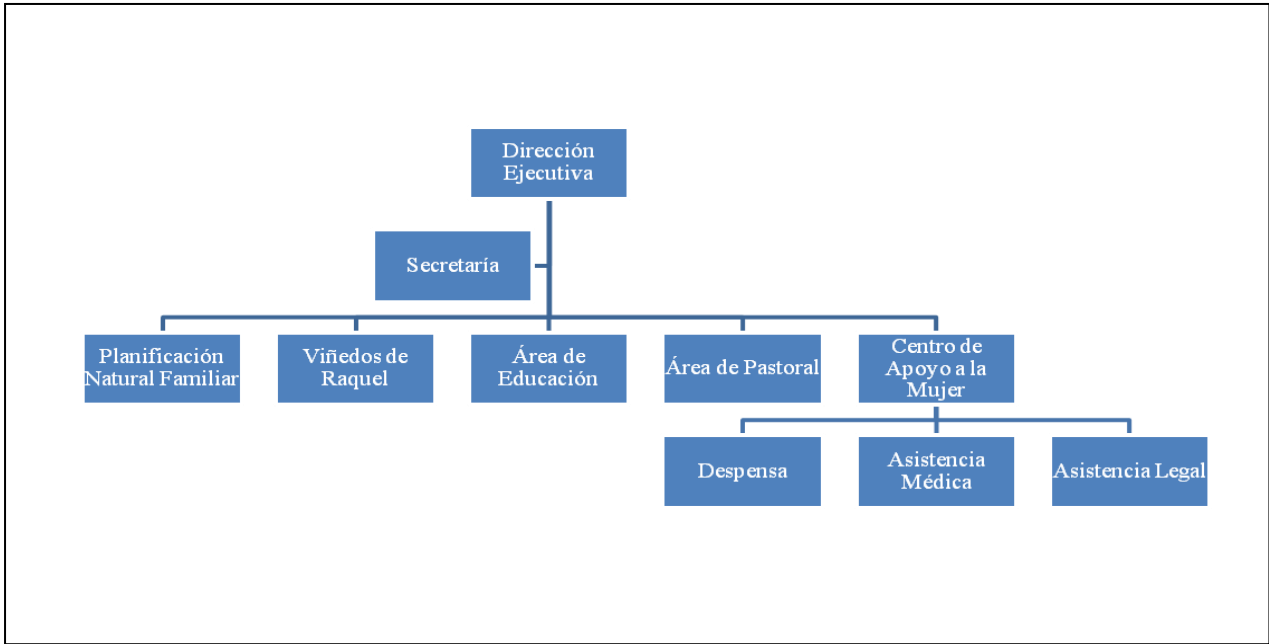 Dirección
Ejecutiva
Secretaría
Planificación
Natural Familiar
Viñedos de
Raquel
Área de
Educación
Área de Pastoral
Centro de
Apoyo a la
Mujer
Despensa
Asistencia
Médica
Asistencia Legal